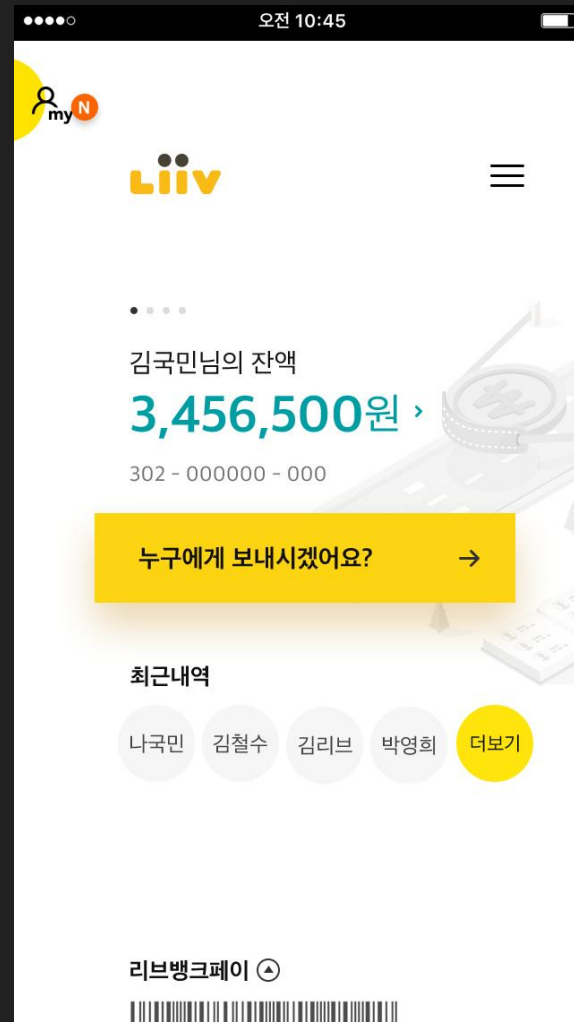 오전 10:45
my N
Liiv
김국민님의 잔액
3,456,500원
302 - 000000 - 000
누구에게 보내시겠어요?
최근내역
나국민 김철수 김리브 박영희 더보기
리브뱅크페이